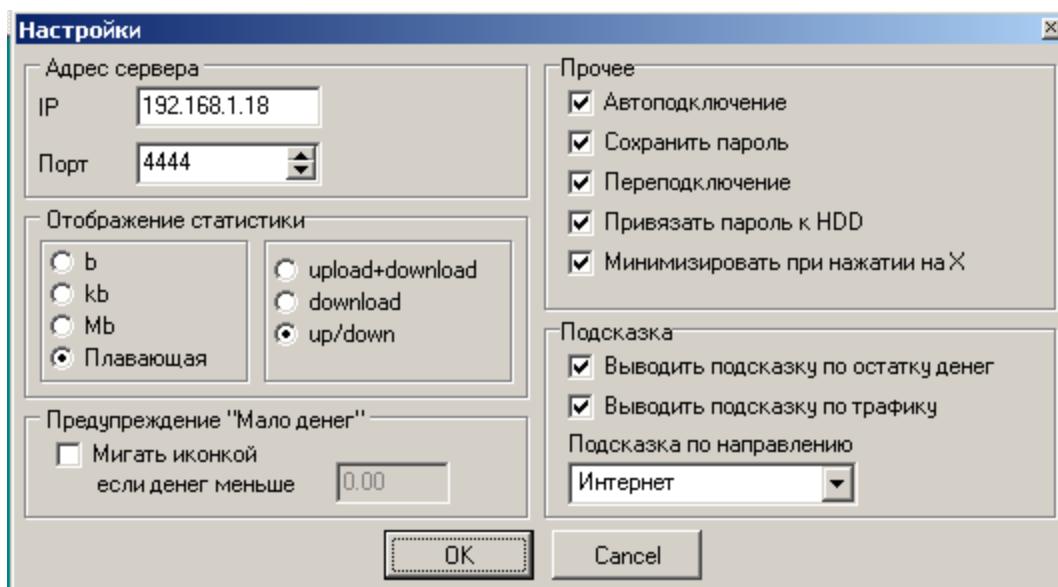 Настройки
Адрес сервера
IP 192.168.1.18
Порт 4444
Отображение статистики
b
kb
Mb
Плавающая
upload+download
download
up/down
Предупреждение "Мало денег"
Мигать иконкой
если денег меньше 0.00
Прочее
Автоподключение
Сохранить пароль
Переподключение
Привязать пароль к HDD
Минимизировать при нажатии на X
Подсказка
Выводить подсказку по остатку денег
Выводить подсказку по трафику
Подсказка по направлению
Интернет
OK
Cancel